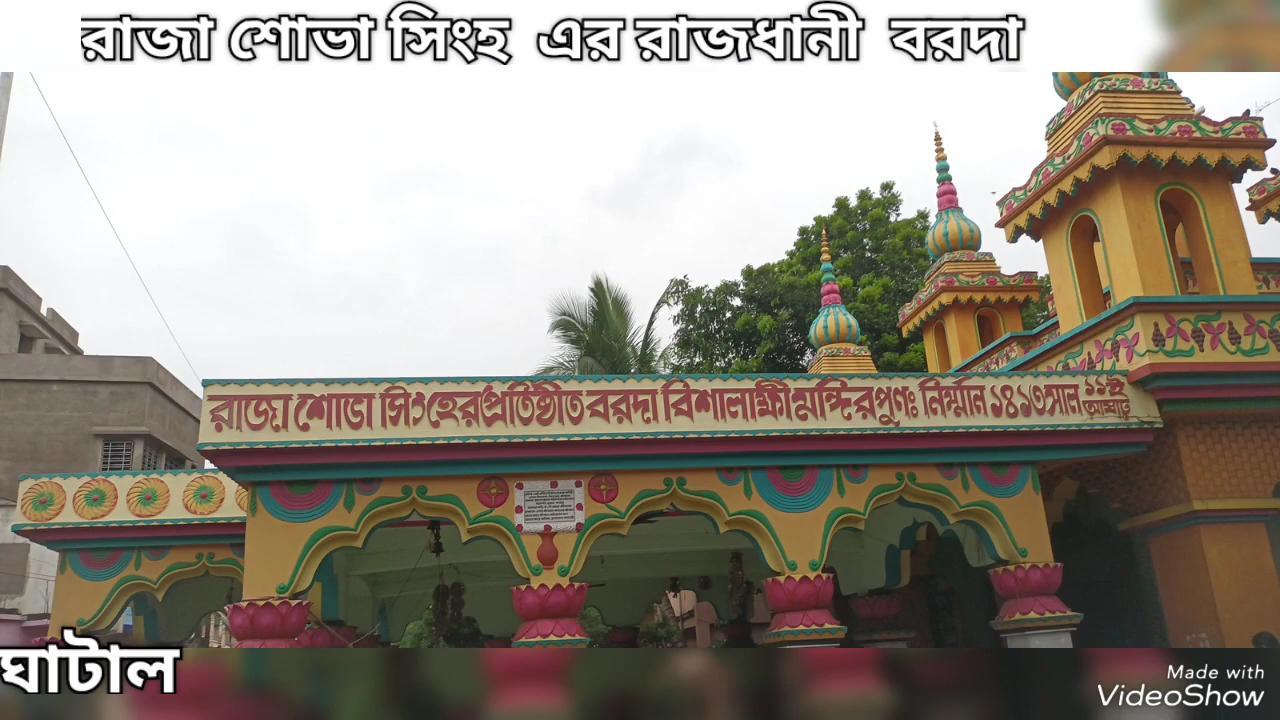 রাজা শোভা সিংহ এর রাজধানী বরদা
রাজা শোভা সিংহের প্রতিষ্ঠীত বরদা বিশালাক্ষী মন্দির পুণঃ নির্ম্মান ১৪১৩ সাল ১১ই আষাঢ়
ঘাটাল
Made with
VideoShow